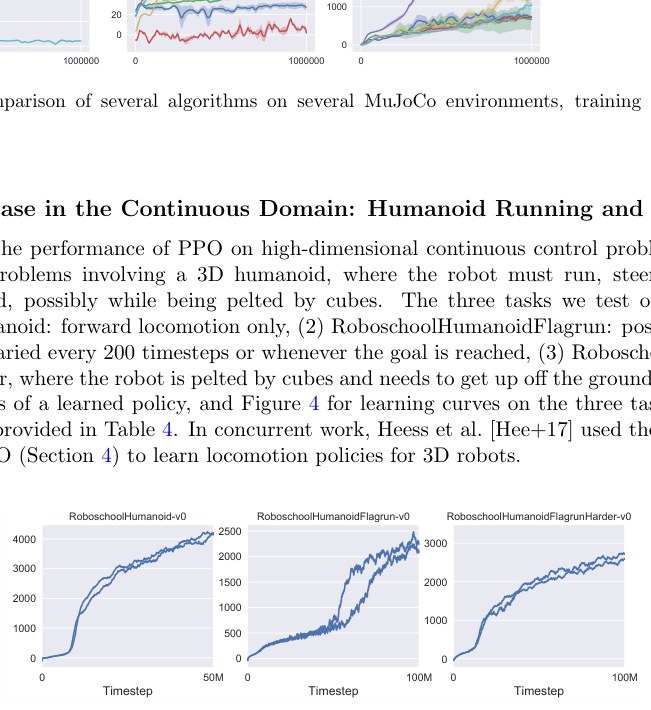 20
0
0
1000000
1000000
1000
0
0
1000000
parison of several algorithms on several MuJoCo environments, training
ase in the Continuous Domain: Humanoid Running and
he performance of PPO on high-dimensional continuous control probl
roblems involving a 3D humanoid, where the robot must run, steer
d, possibly while being pelted by cubes. The three tasks we test o
anoid: forward locomotion only, (2) RoboschoolHumanoidFlagrun: pos
aried every 200 timesteps or whenever the goal is reached, (3) Robosch
r, where the robot is pelted by cubes and needs to get up off the ground
s of a learned policy, and Figure 4 for learning curves on the three ta
provided in Table 4. In concurrent work, Heess et al. [Hee+17] used the
O (Section 4) to learn locomotion policies for 3D robots.
RoboschoolHumanoid-v0
4000
3000
2000
1000
0
0
50M
Timestep
RoboschoolHumanoidFlagrun-v0
2500
2000
1500
1000
500
0
0
100M
Timestep
RoboschoolHumanoidFlagrunHarder-v0
3000
2000
1000
0
0
100M
Timestep